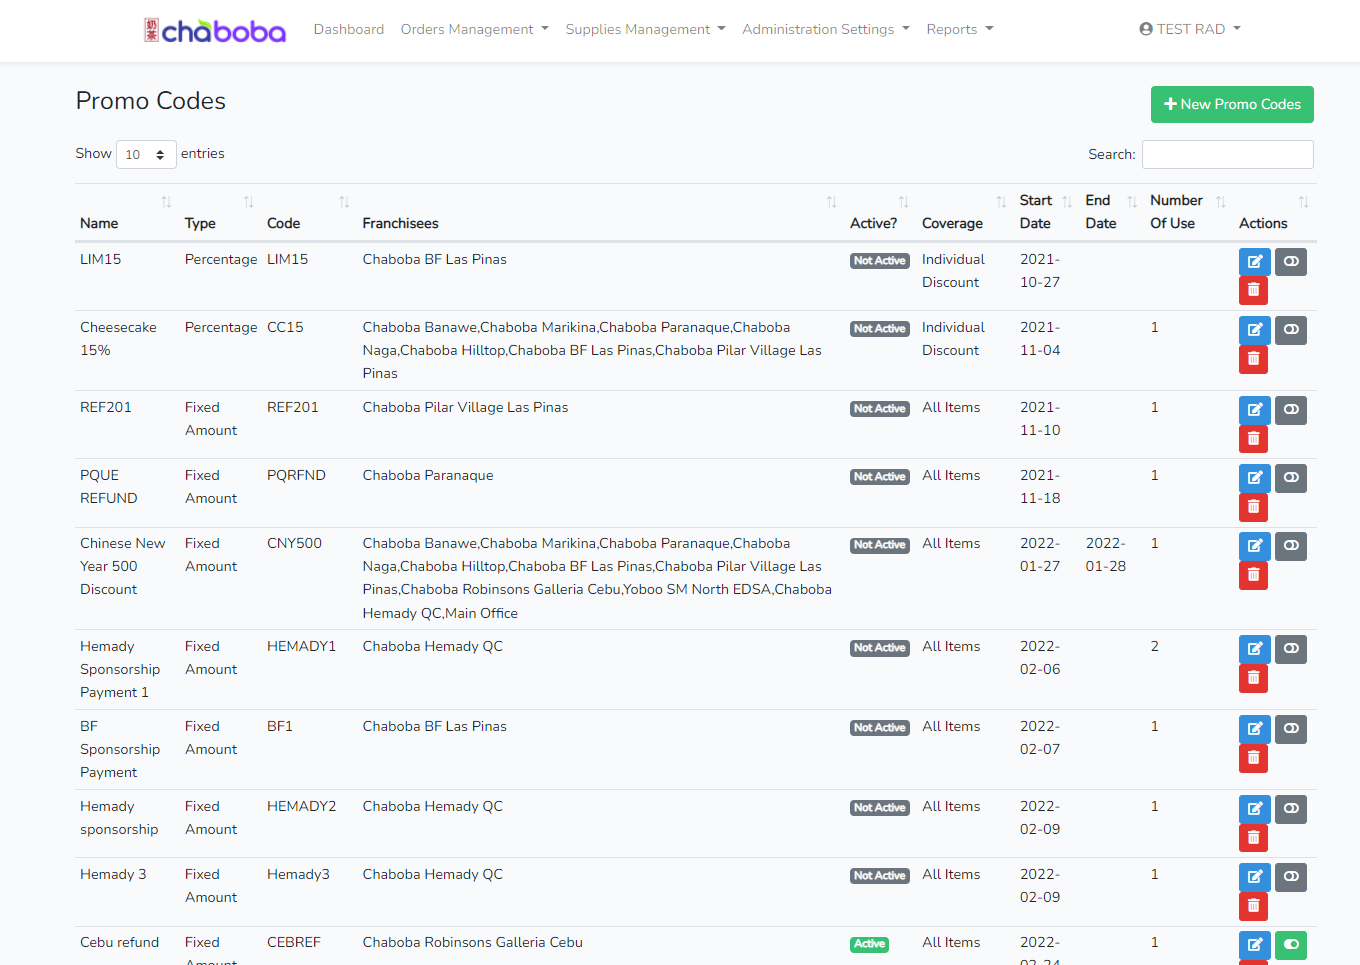 奶茶 chaboba Dashboard Orders Management Supplies Management Administration Settings Reports TEST RAD
Promo Codes
New Promo Codes
Show 10 entries
Search:
Name Type Code Franchisees Active? Coverage Start Date End Date Number Of Use Actions
LIM15 Percentage LIM15 Chaboba BF Las Pinas Not Active Individual 2021-
Discount 10-27
Cheesecake Percentage CC15 Chaboba Banawe,Chaboba Marikina,Chaboba Paranaque,Chaboba Not Active Individual 2021- 1
15% Naga,Chaboba Hilltop,Chaboba BF Las Pinas,Chaboba Pilar Village Las Discount 11-04
Pinas
REF201 Fixed REF201 Chaboba Pilar Village Las Pinas Not Active All Items 2021- 1
Amount 11-10
PQUE Fixed PQRFND Chaboba Paranaque Not Active All Items 2021- 1
REFUND Amount 11-18
Chinese New Fixed CNY500 Chaboba Banawe,Chaboba Marikina,Chaboba Paranaque,Chaboba Not Active All Items 2022- 2022- 1
Year 500 Amount Naga,Chaboba Hilltop,Chaboba BF Las Pinas,Chaboba Pilar Village Las 01-27 01-28
Discount Pinas,Chaboba Robinsons Galleria Cebu,Yoboo SM North EDSA,Chaboba
Hemady QC,Main Office
Hemady Fixed HEMADY1 Chaboba Hemady QC Not Active All Items 2022- 2
Sponsorship Amount 02-06
Payment 1
BF Fixed BF1 Chaboba BF Las Pinas Not Active All Items 2022- 1
Sponsorship Amount 02-07
Payment
Hemady Fixed HEMADY2 Chaboba Hemady QC Not Active All Items 2022- 1
sponsorship Amount 02-09
Hemady 3 Fixed Hemady3 Chaboba Hemady QC Not Active All Items 2022- 1
Amount 02-09
Cebu refund Fixed CEBREF Chaboba Robinsons Galleria Cebu Active All Items 2022- 1
Amount 02-24